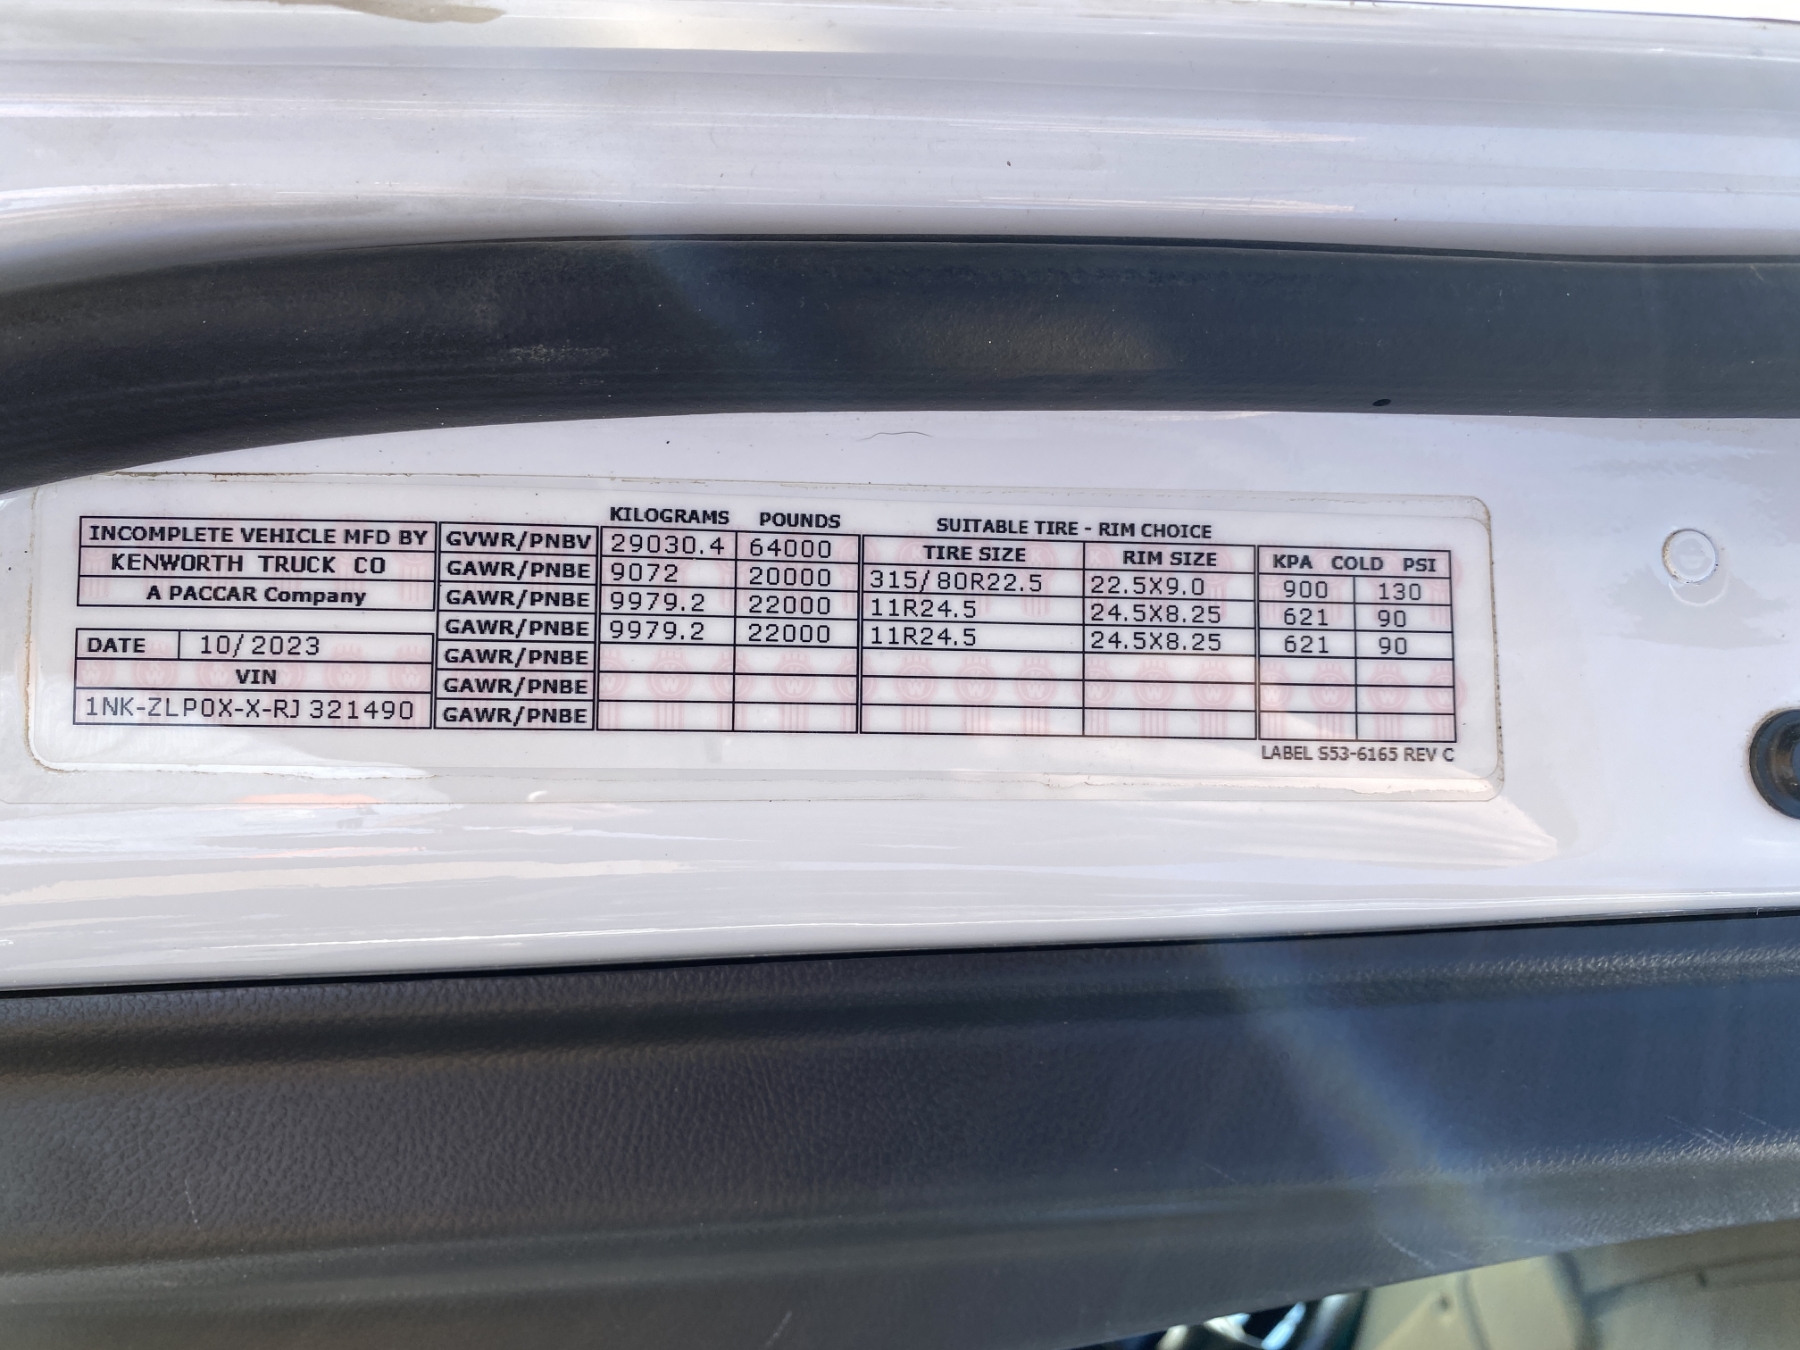 KILOGRAMS POUNDS SUITABLE TIRE - RIM CHOICE
INCOMPLETE VEHICLE MFD BY
KENWORTH TRUCK CO
A PACCAR Company
DATE 10/2023
VIN
1NK-ZLP0X-X-RJ321490
TIRE SIZE RIM SIZE KPA COLD PSI
GVWR/PNBV 29030.4 64000
GAWR/PNBE 9072 20000 315/80R22.5 22.5X9.0 900 130
GAWR/PNBE 9979.2 22000 11R24.5 24.5X8.25 621 90
GAWR/PNBE 9979.2 22000 11R24.5 24.5X8.25 621 90
GAWR/PNBE
GAWR/PNBE
GAWR/PNBE
LABEL S53-6165 REV C